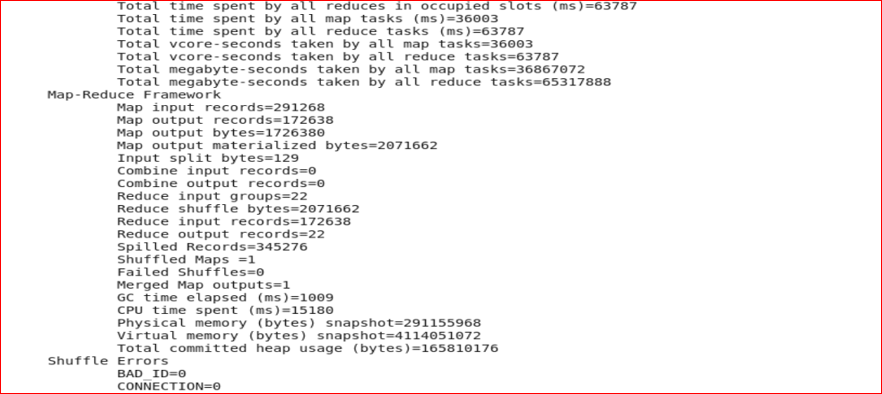 Total time spent by all reduces in occupied slots (ms)=63787
Total time spent by all map tasks (ms)=36003
Total time spent by all reduce tasks (ms)=63787
Total vcore-seconds taken by all map tasks=36003
Total vcore-seconds taken by all reduce tasks=63787
Total megabyte-seconds taken by all map tasks=36867072
Total megabyte-seconds taken by all reduce tasks=65317888
Map-Reduce Framework
Map input records=291268
Map output records=172638
Map output bytes=1726380
Map output materialized bytes=2071662
Input split bytes=129
Combine input records=0
Combine output records=0
Reduce input groups=22
Reduce shuffle bytes=2071662
Reduce input records=172638
Reduce output records=22
Spilled Records=345276
Shuffled Maps =1
Failed Shuffles=0
Merged Map outputs=1
GC time elapsed (ms)=1009
CPU time spent (ms)=15180
Physical memory (bytes) snapshot=291155968
Virtual memory (bytes) snapshot=4114051072
Total committed heap usage (bytes)=165810176
Shuffle Errors
BAD_ID=0
CONNECTION=0